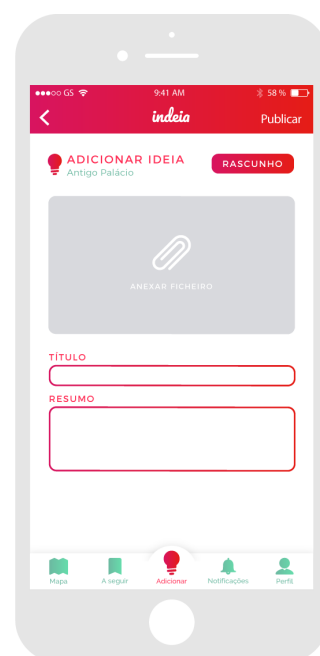 GS 9:41 AM 58 %
indeia Publicar
ADICIONAR IDEIA
Antigo Palácio
RASCUNHO
ANEXAR FICHEIRO
TÍTULO
RESUMO
Mapa A seguir Adicionar Notificações Perfil